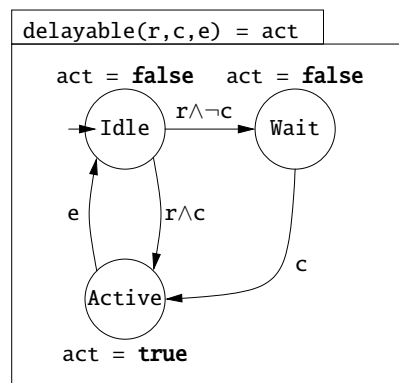 delayable(r,c,e) = act
act = false act = false
Idle r∧¬c Wait
e r∧c
c
Active
act = true